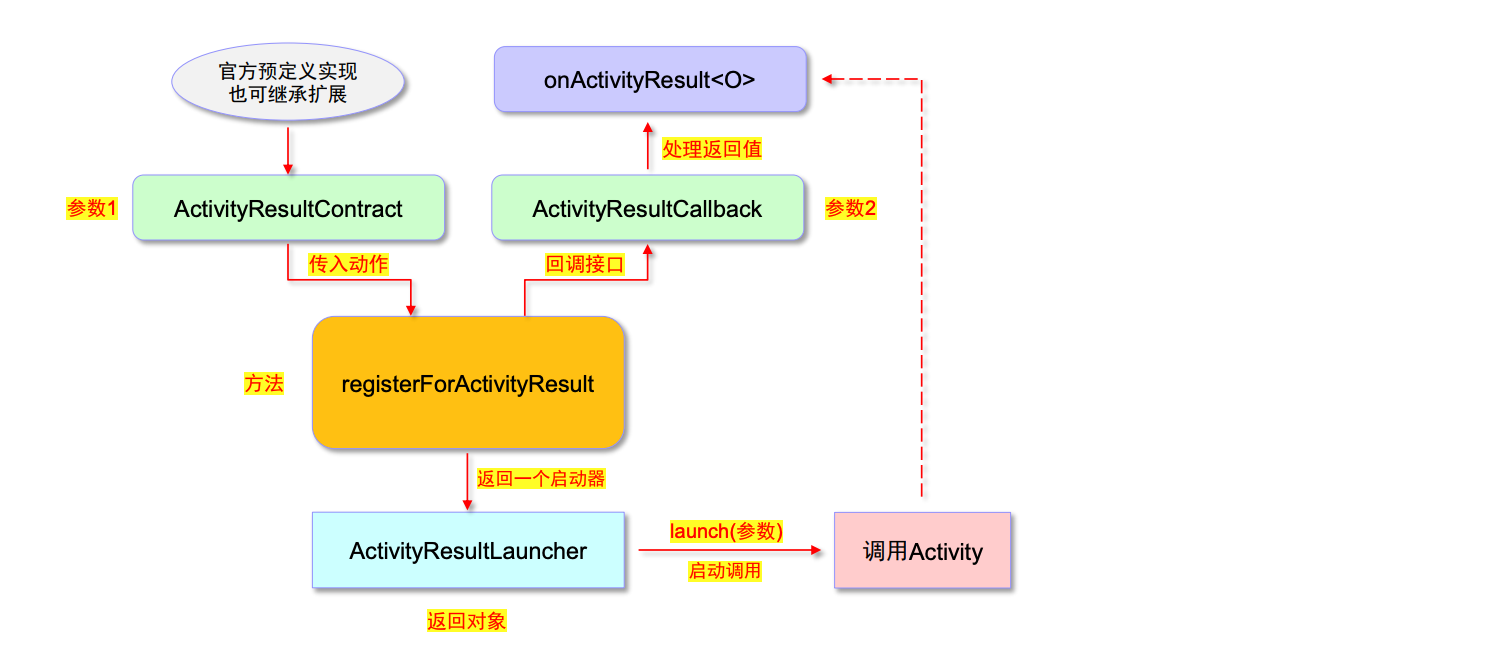 官方预定义实现
也可继承扩展
onActivityResult<O>
处理返回值
参数1
ActivityResultContract
ActivityResultCallback
参数2
传入动作
回调接口
方法
registerForActivityResult
返回一个启动器
ActivityResultLauncher
launch(参数)
启动调用
调用Activity
返回对象